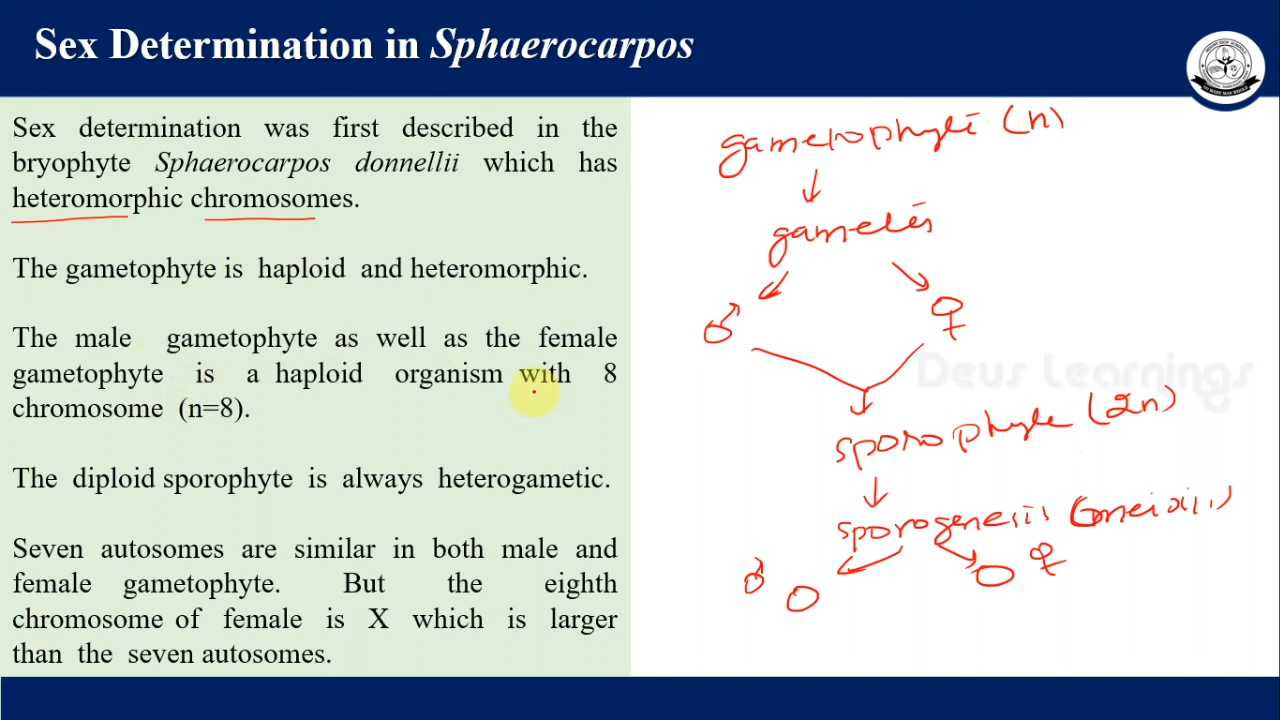 Sex Determination in Sphaerocarpos
Sex determination was first described in the
bryophyte Sphaerocarpos donnellii which has
heteromorphic chromosomes.
The gametophyte is haploid and heteromorphic.
The male gametophyte as well as the female
gametophyte is a haploid organism with 8
chromosome (n=8).
The diploid sporophyte is always heterogametic.
Seven autosomes are similar in both male and
female gametophyte. But the eighth
chromosome of female is X which is larger
than the seven autosomes.
gametophyte (n)
gametes
♂ ♀
Deus Learnings
sporophyte (2n)
sporogenesis (meiosis)
♂ ♀